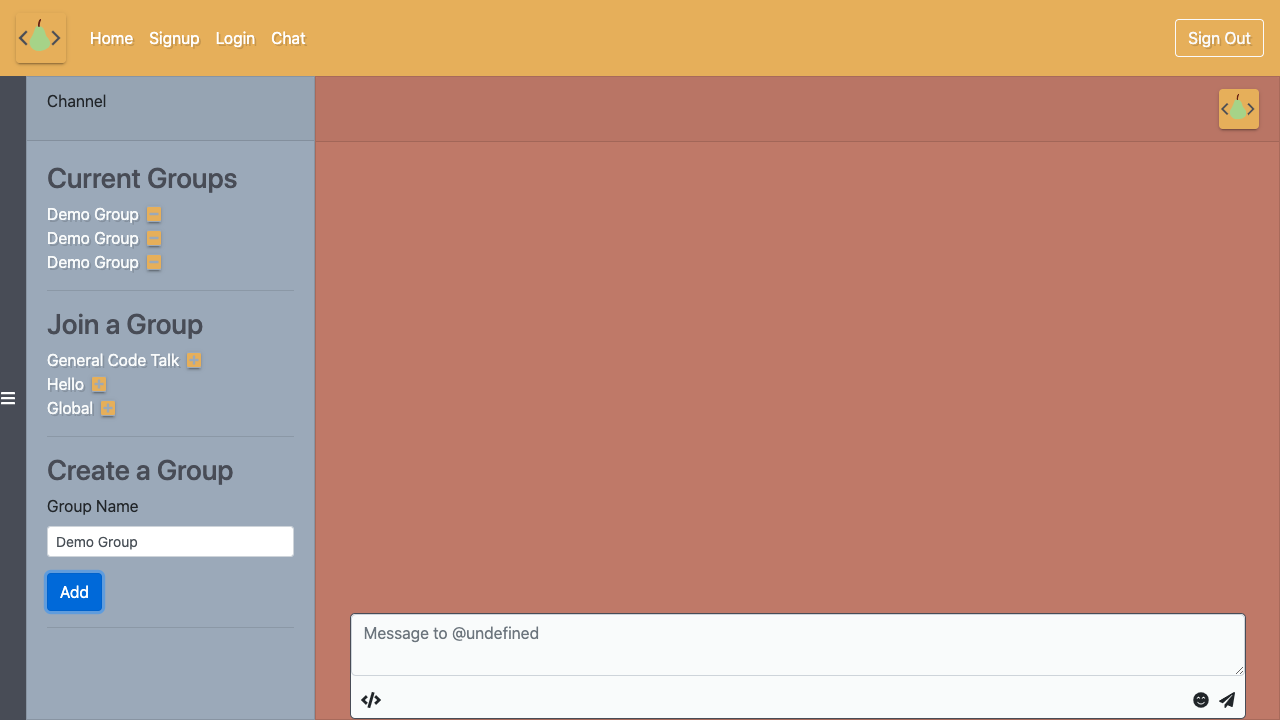 Home Signup Login Chat Sign Out
Channel
Current Groups
Demo Group
Demo Group
Demo Group
Join a Group
General Code Talk
Hello
Global
Create a Group
Group Name
Demo Group
Add
Message to @undefined